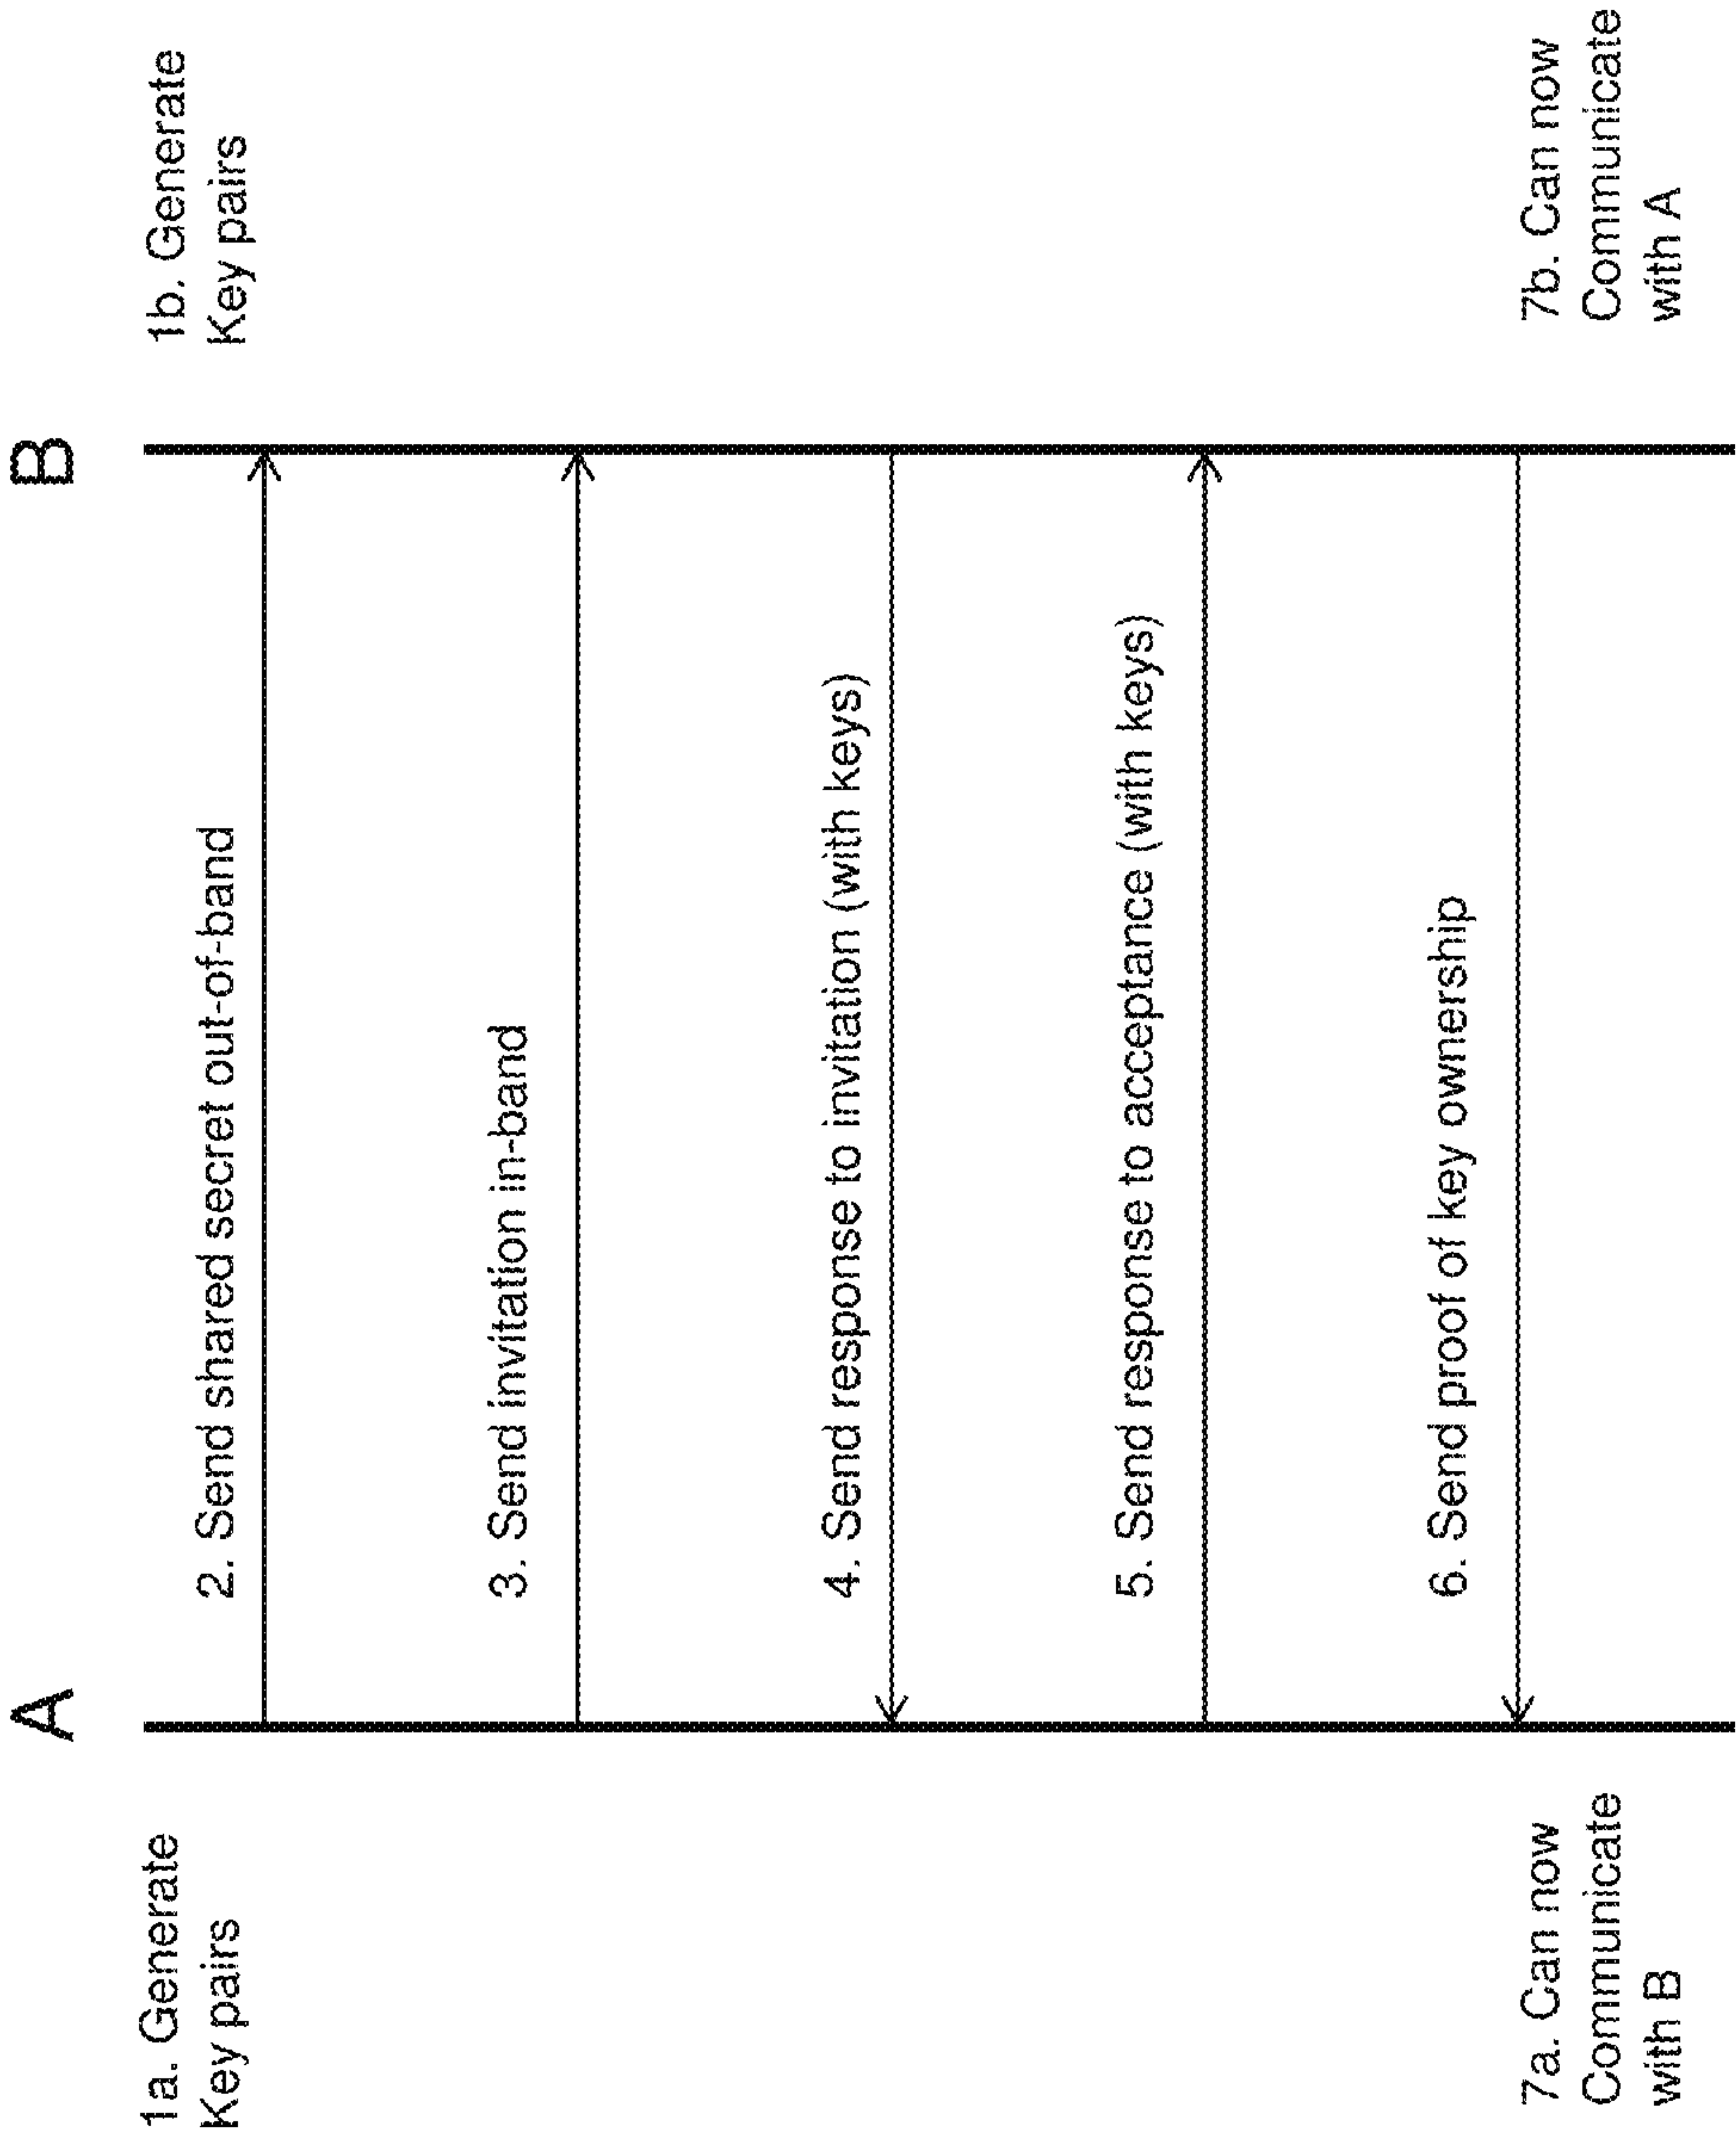 A
B
1a. Generate
Key pairs
1b. Generate
Key pairs
2. Send shared secret out-of-band
3. Send invitation in-band
4. Send response to invitation (with keys)
5. Send response to acceptance (with keys)
6. Send proof of key ownership
7a. Can now
Communicate
with B
7b. Can now
Communicate
with A